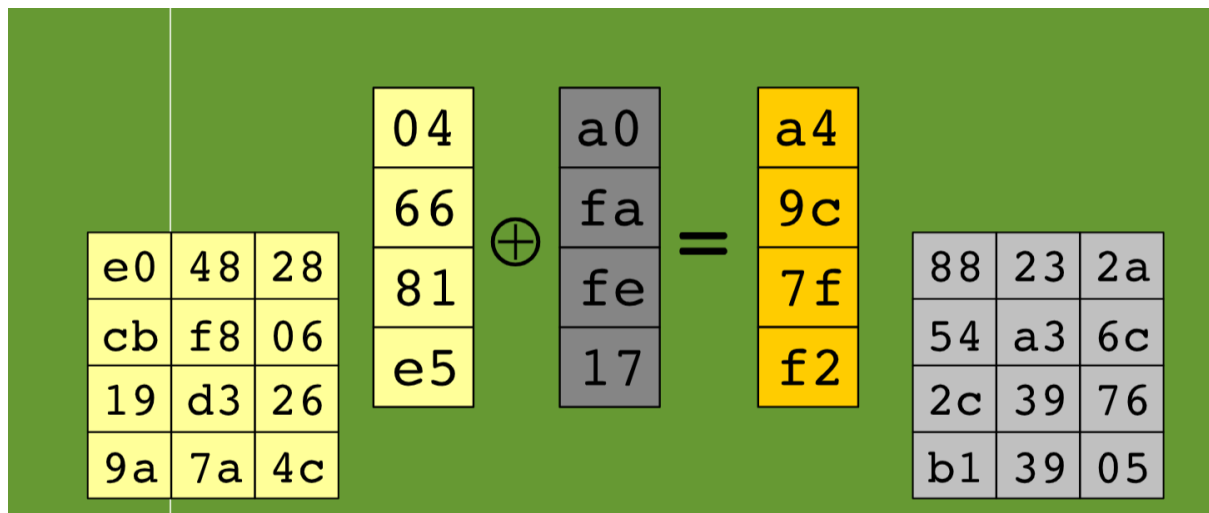 04 ⊕ a0 = a4
66 fa 9c
81 fe 7f
e5 17 f2
e0 48 28
cb f8 06
19 d3 26
9a 7a 4c
88 23 2a
54 a3 6c
2c 39 76
b1 39 05